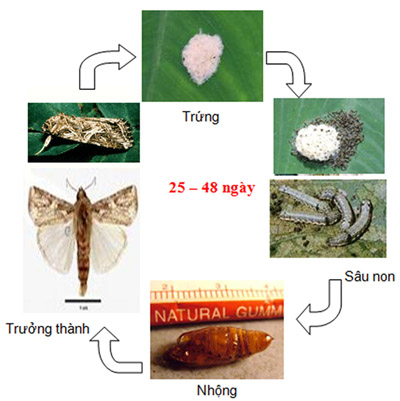 Trứng
25 – 48 ngày
Sâu non
Trưởng thành
NATURAL GUMM
Nhộng